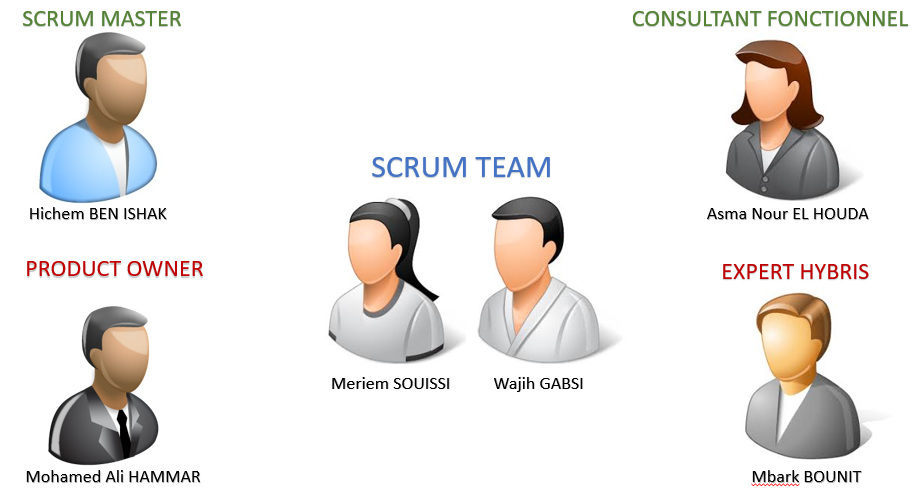 SCRUM MASTER
Hichem BEN ISHAK
PRODUCT OWNER
Mohamed Ali HAMMAR
SCRUM TEAM
Meriem SOUISSI
Wajih GABSI
CONSULTANT FONCTIONNEL
Asma Nour EL HOUDA
EXPERT HYBRIS
Mbark BOUNIT